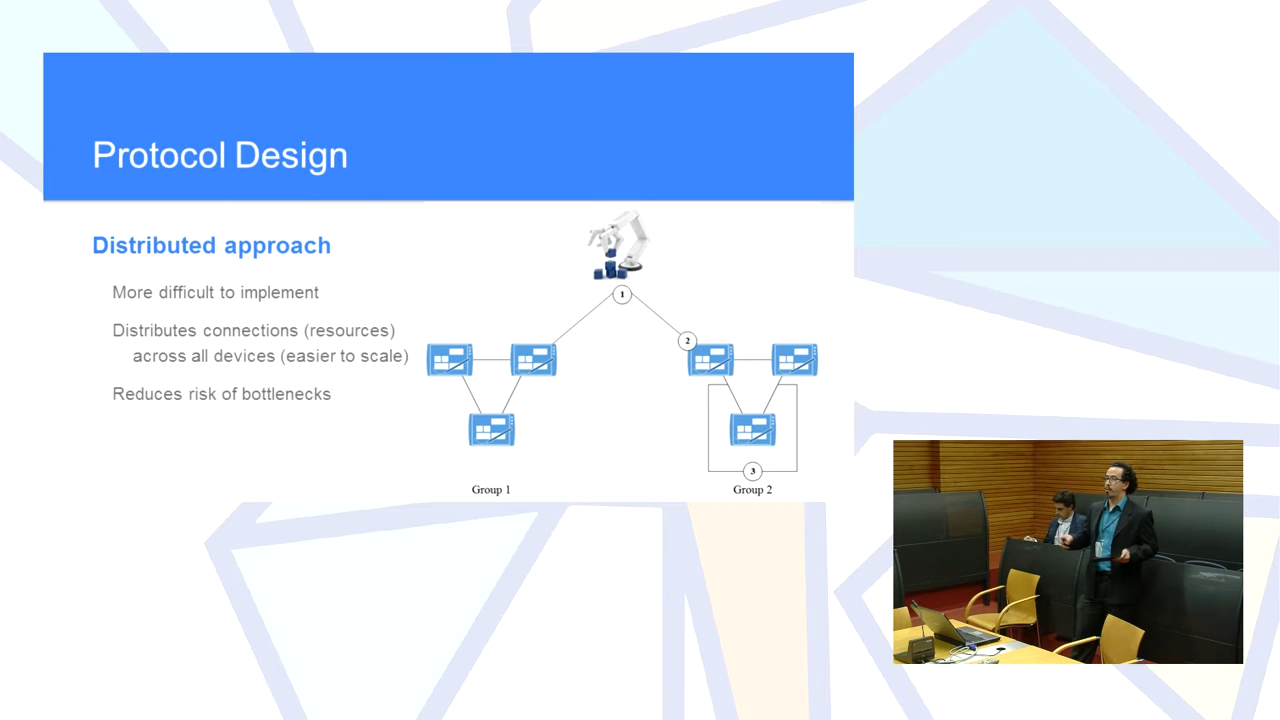 Protocol Design
Distributed approach
More difficult to implement
Distributes connections (resources)
across all devices (easier to scale)
Reduces risk of bottlenecks
1
2
3
Group 1
Group 2